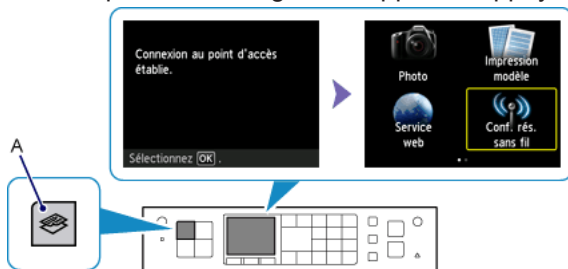 Connexion au point d'accès
établie.
Sélectionnez OK .
Photo
Impression
modèle
Service
web
Conf. rés.
sans fil
A